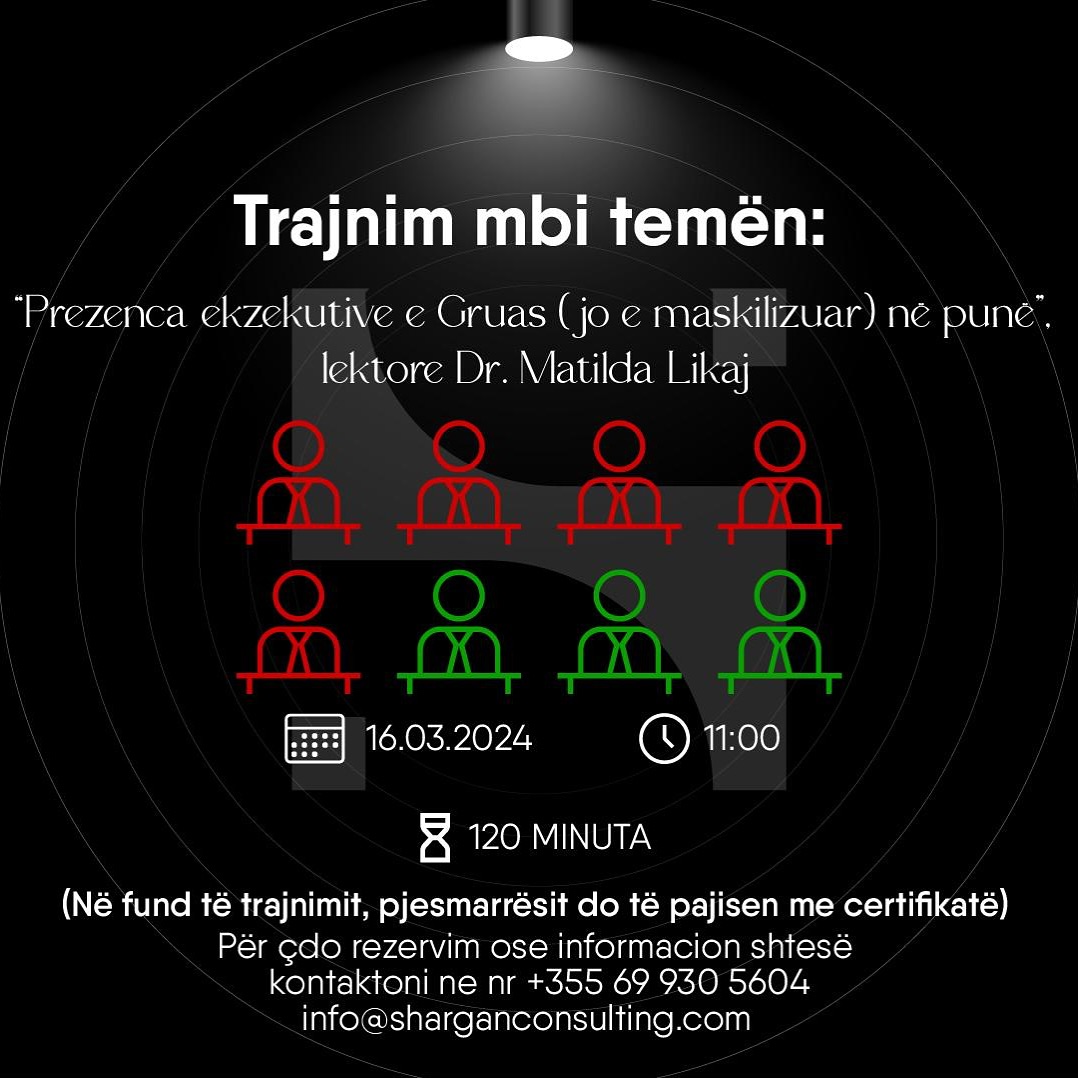 Trajnim mbi temën:
“Prezenca ekzekutive e Gruas (jo e maskilizuar) në punë”,
lektore Dr. Matilda Likaj
16.03.2024
11:00
120 MINUTA
(Në fund të trajnimit, pjesmarrësit do të pajisen me certifikatë)
Për çdo rezervim ose informacion shtesë
kontaktoni ne nr +355 69 930 5604
info@sharganconsulting.com